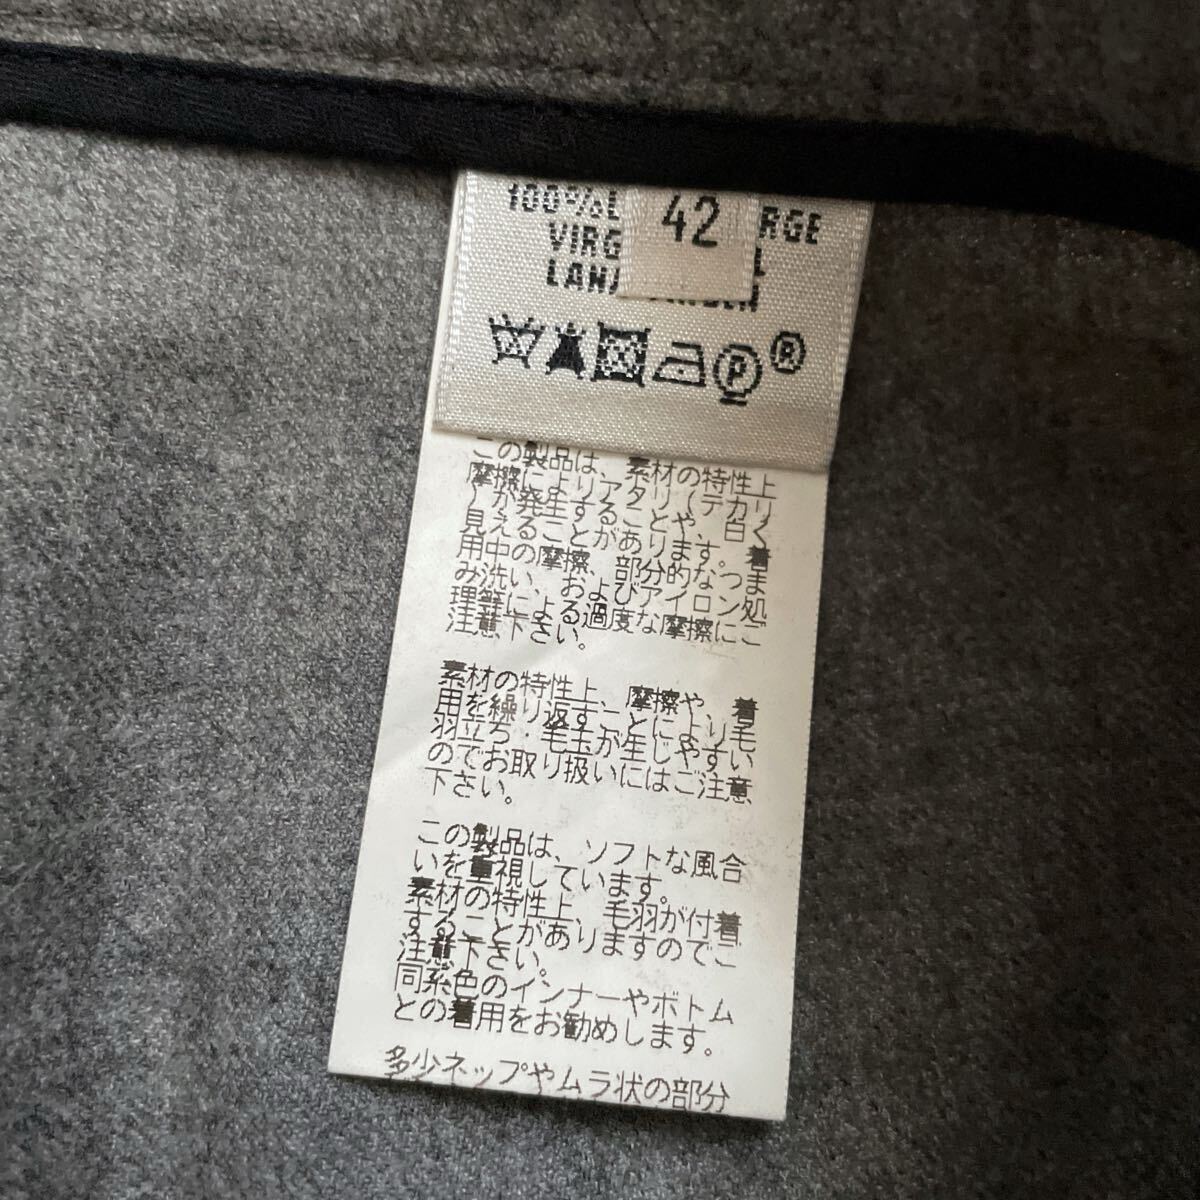 42
この製品は、素材の特性上
摩擦によりアタリ(テカリ
)が発生することや、白く
見えることがあります。着
用中の摩擦、部分的なつま
み洗い、およびアイロン処
理等による過度な摩擦にご
注意下さい。
素材の特性上、摩擦や、着
用を繰り返すことにより毛
羽立ち・毛玉が生じやすい
のでお取り扱いにはご注意
下さい。
この製品は、ソフトな風合
いを重視しています。
素材の特性上、毛羽が付着
することがありますのでご
注意下さい。
同系色のインナーやボトム
との着用をお勧めします。
多少ネップやムラ状の部分
100%
P
®